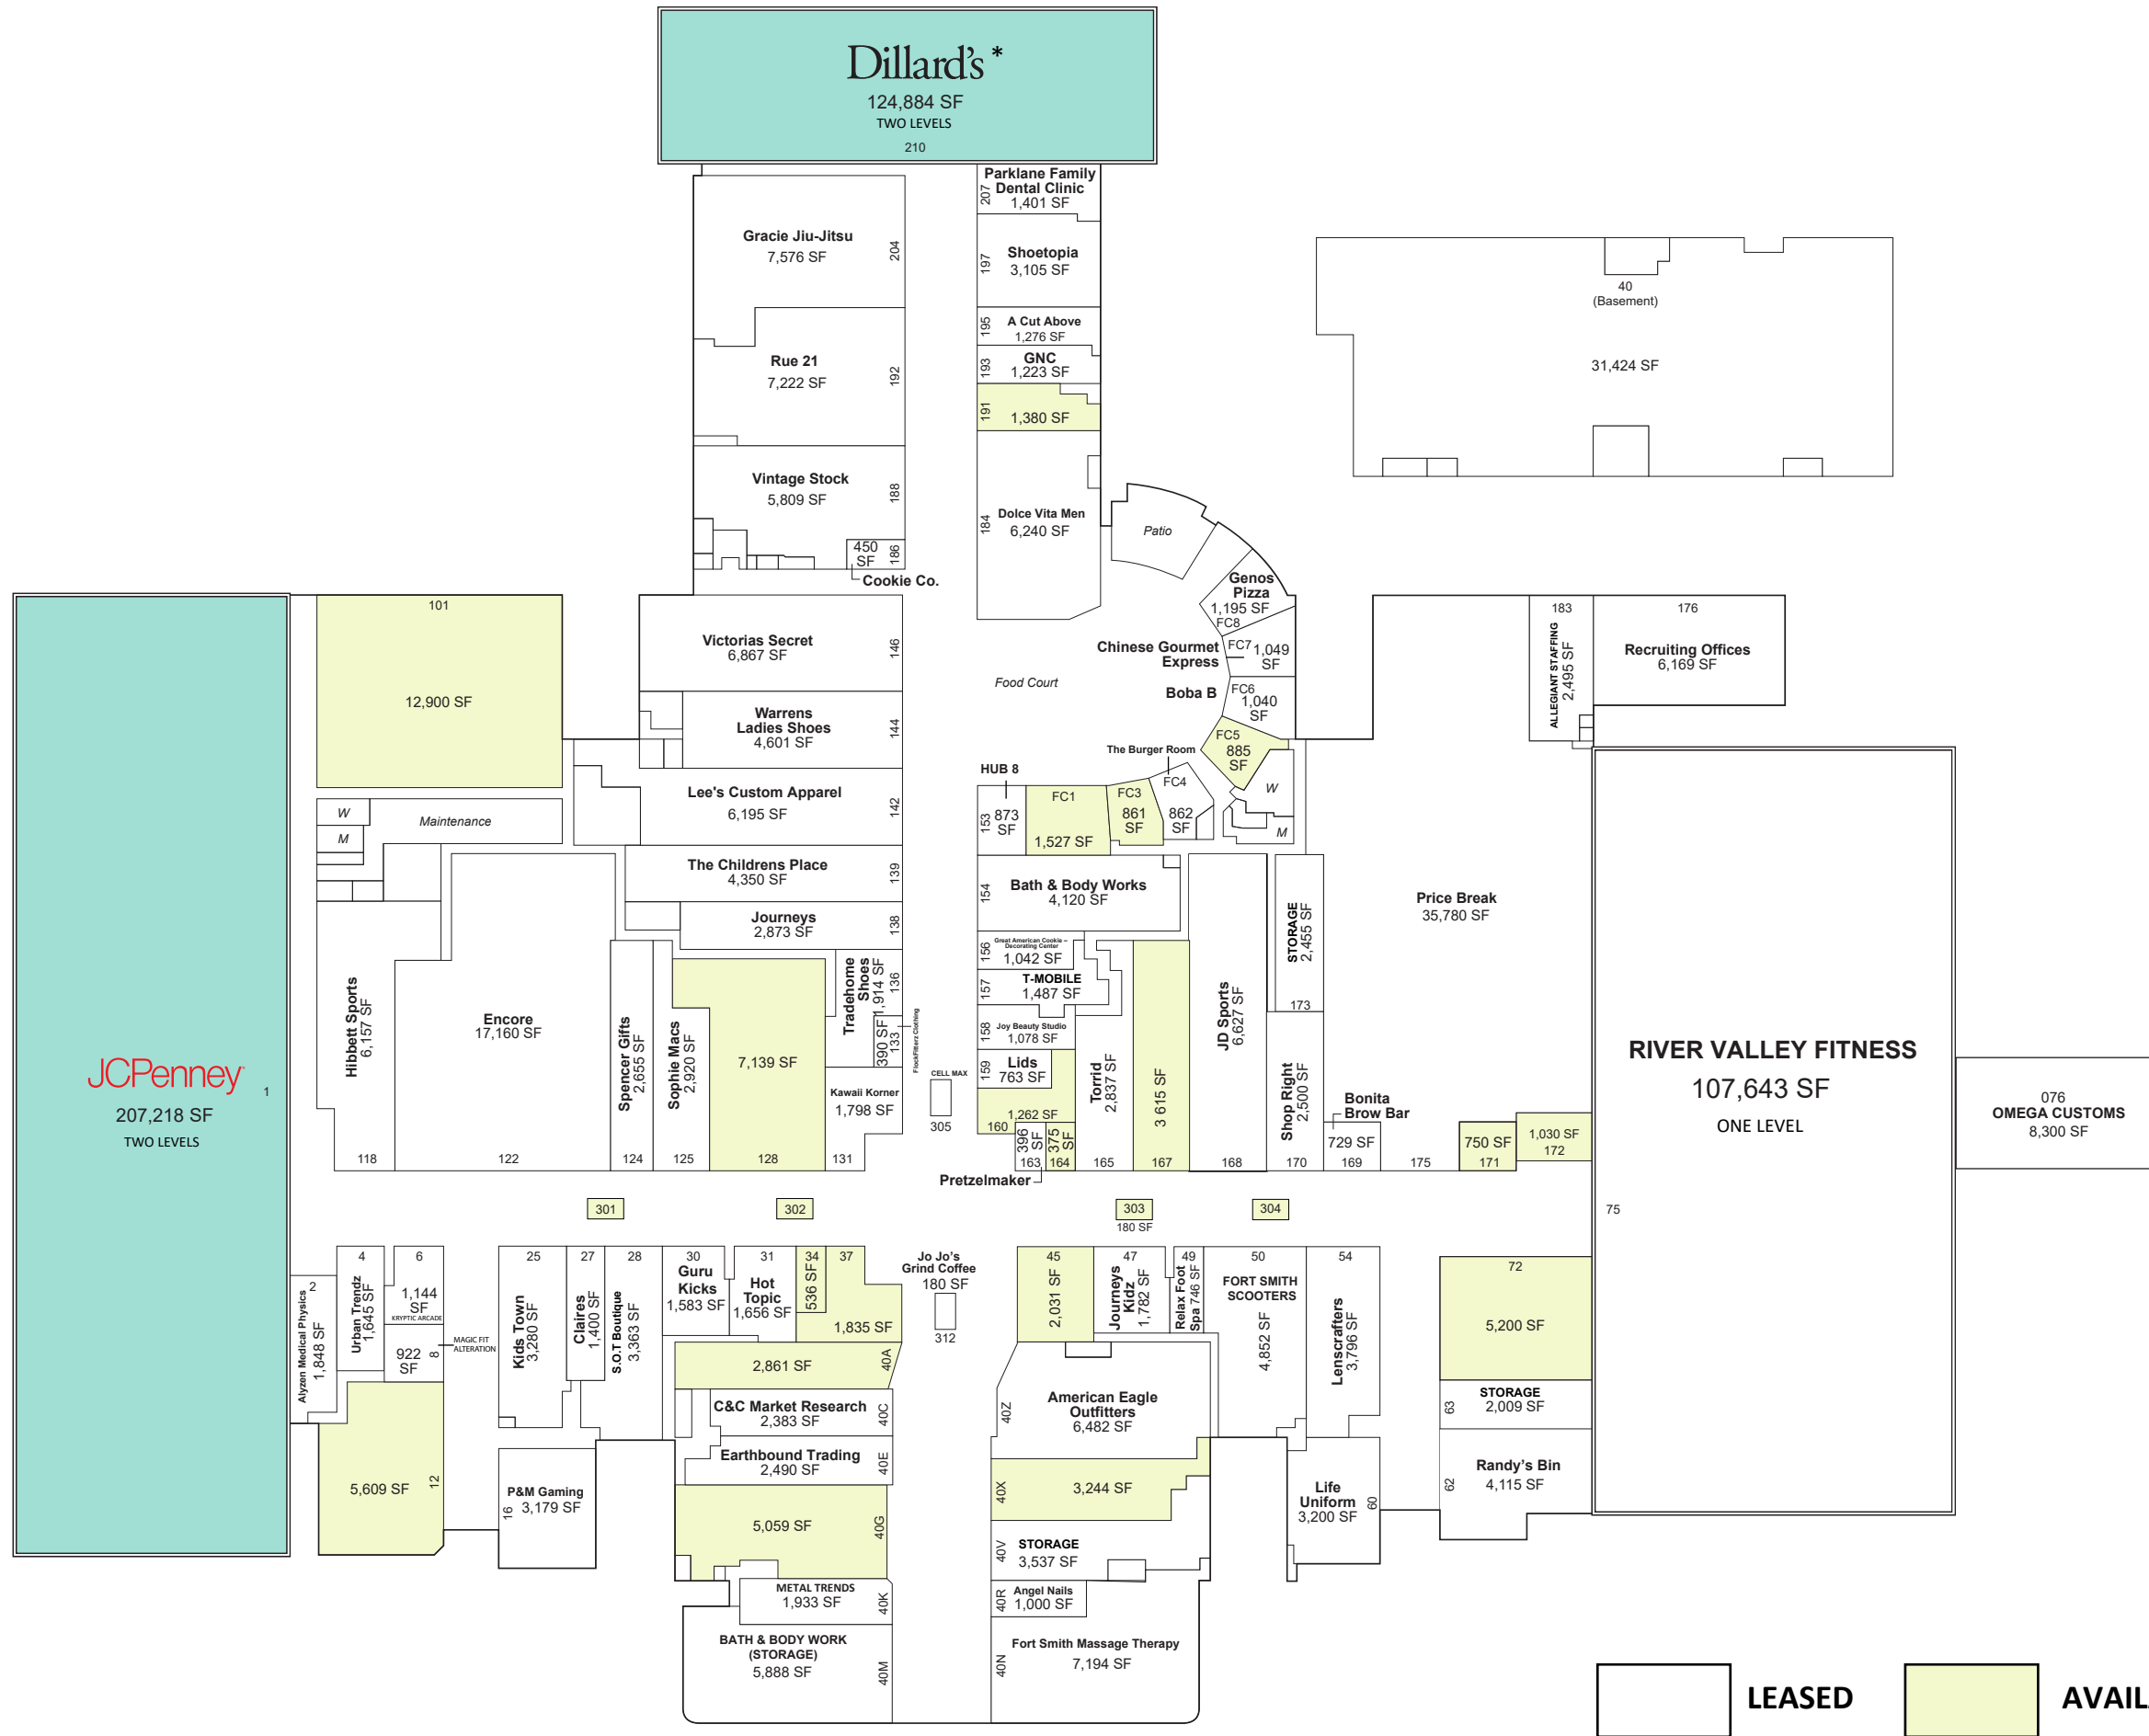 Dillard's *
124,884 SF
TWO LEVELS
210
Gracie Jiu-Jitsu
7,576 SF
204
Rue 21
7,222 SF
192
Vintage Stock
5,809 SF
188
450
SF
186
Cookie Co.
207
Parklane Family
Dental Clinic
1,401 SF
197
Shoetopia
3,105 SF
195
A Cut Above
1,276 SF
193
GNC
1,223 SF
191
1,380 SF
184
Dolce Vita Men
6,240 SF
Patio
40
(Basement)
31,424 SF
Genos
Pizza
1,195 SF
FC8
Chinese Gourmet
Express
FC7
1,049
SF
Boba B
FC6
1,040
SF
FC5
885
SF
The Burger Room
FC4
862
SF
FC3
861
SF
FC1
1,527 SF
HUB 8
153
873
SF
W
M
Food Court
101
12,900 SF
W
M
Maintenance
Victorias Secret
6,867 SF
146
Warrens
Ladies Shoes
4,601 SF
144
Lee's Custom Apparel
6,195 SF
142
The Childrens Place
4,350 SF
139
Journeys
2,873 SF
138
Tradehome
Shoes
1,914 SF
136
390 SF
133
FlockFitterz Clothing
Kawaii Korner
1,798 SF
131
JCPenney
207,218 SF
TWO LEVELS
1
Hibbett Sports
6,157 SF
118
Encore
17,160 SF
122
Spencer Gifts
2,655 SF
124
Sophie Macs
2,920 SF
125
7,139 SF
128
CELL MAX
305
154
Bath & Body Works
4,120 SF
156
Great American Cookie –
Decorating Center
1,042 SF
157
T-MOBILE
1,487 SF
158
Joy Beauty Studio
1,078 SF
159
Lids
763 SF
1,262 SF
160
396
SF
163
375
SF
164
Pretzelmaker
Torrid
2,837 SF
165
3 615 SF
167
JD Sports
6,627 SF
168
STORAGE
2,455 SF
173
Shop Right
2,500 SF
170
Bonita
Brow Bar
729 SF
169
Price Break
35,780 SF
175
750 SF
171
1,030 SF
172
183
ALLEGIANT STAFFING
2,495 SF
176
Recruiting Offices
6,169 SF
RIVER VALLEY FITNESS
107,643 SF
ONE LEVEL
75
076
OMEGA CUSTOMS
8,300 SF
301
302
303
180 SF
304
2
Alyzen Medical Physics
1,848 SF
4
Urban Trendz
1,645 SF
6
1,144
SF
KRYPTIC ARCADE
922
SF
8
MAGIC FIT
ALTERATION
5,609 SF
12
25
Kids Town
3,280 SF
27
Claires
1,400 SF
28
S.O.T Boutique
3,363 SF
30
Guru
Kicks
1,583 SF
31
Hot
Topic
1,656 SF
34
536 SF
37
1,835 SF
16
P&M Gaming
3,179 SF
2,861 SF
40A
C&C Market Research
2,383 SF
40C
Earthbound Trading
2,490 SF
40E
5,059 SF
40G
METAL TRENDS
1,933 SF
40K
BATH & BODY WORK
(STORAGE)
5,888 SF
40M
Jo Jo's
Grind Coffee
180 SF
312
45
2,031 SF
47
Journeys
Kidz
1,782 SF
49
Relax Foot
Spa 746 SF
50
FORT SMITH
SCOOTERS
4,852 SF
54
Lenscrafters
3,796 SF
40Z
American Eagle
Outfitters
6,482 SF
40X
3,244 SF
40V
STORAGE
3,537 SF
40R
Angel Nails
1,000 SF
40N
Fort Smith Massage Therapy
7,194 SF
Life
Uniform
3,200 SF
60
72
5,200 SF
63
STORAGE
2,009 SF
62
Randy's Bin
4,115 SF
LEASED
AVAIL